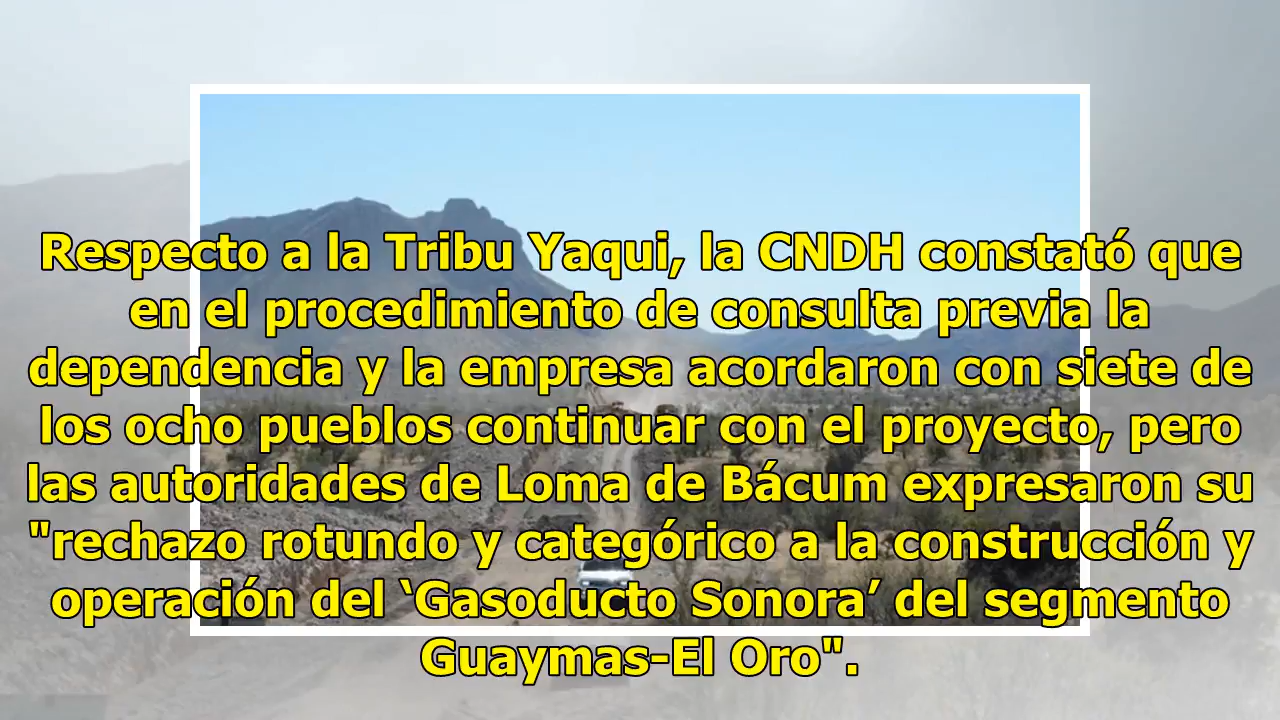 Respecto a la Tribu Yaqui, la CNDH constató que
en el procedimiento de consulta previa la
dependencia y la empresa acordaron con siete de
los ocho pueblos continuar con el proyecto, pero
las autoridades de Loma de Bácum expresaron su
"rechazo rotundo y categórico a la construcción y
operación del ‘Gasoducto Sonora’ del segmento
Guaymas-El Oro".